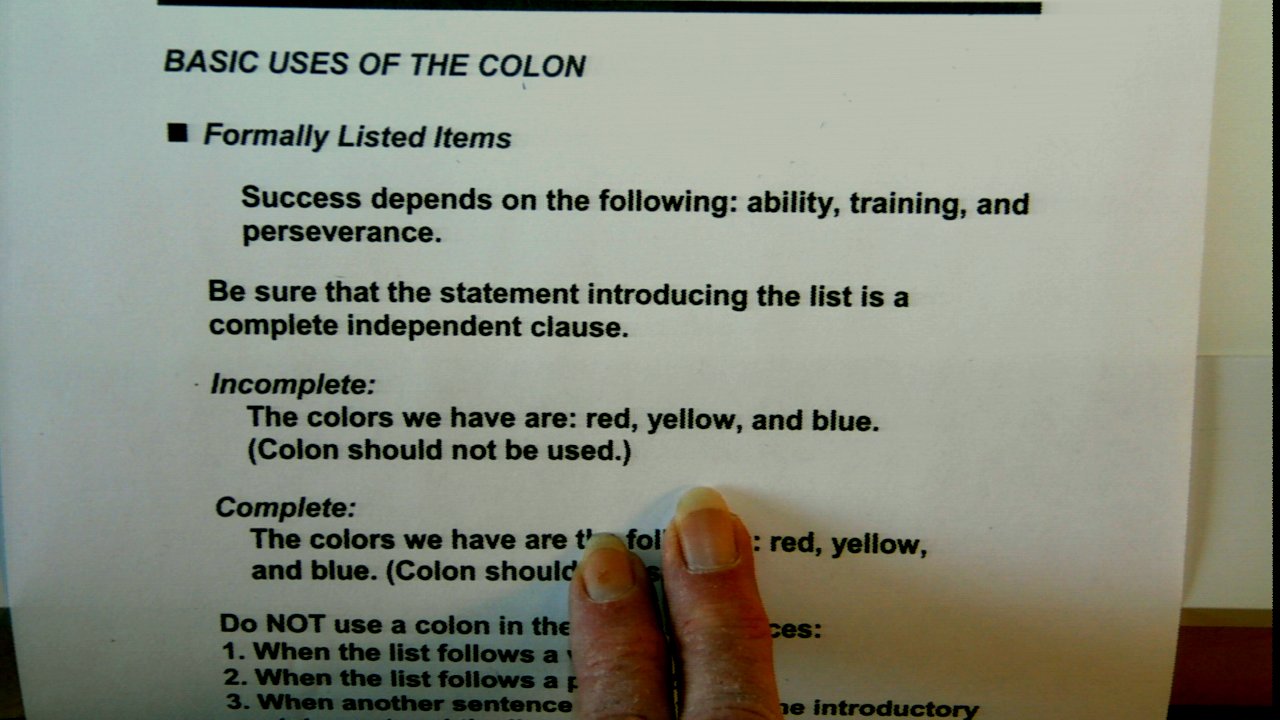 BASIC USES OF THE COLON
■ Formally Listed Items
Success depends on the following: ability, training, and
perseverance.
Be sure that the statement introducing the list is a
complete independent clause.
Incomplete:
The colors we have are: red, yellow, and blue.
(Colon should not be used.)
Complete:
The colors we have are : red, yellow,
and blue. (Colon should
Do NOT use a colon in the
1. When the list follows a
2. When the list follows a
3. When another sentence introductory